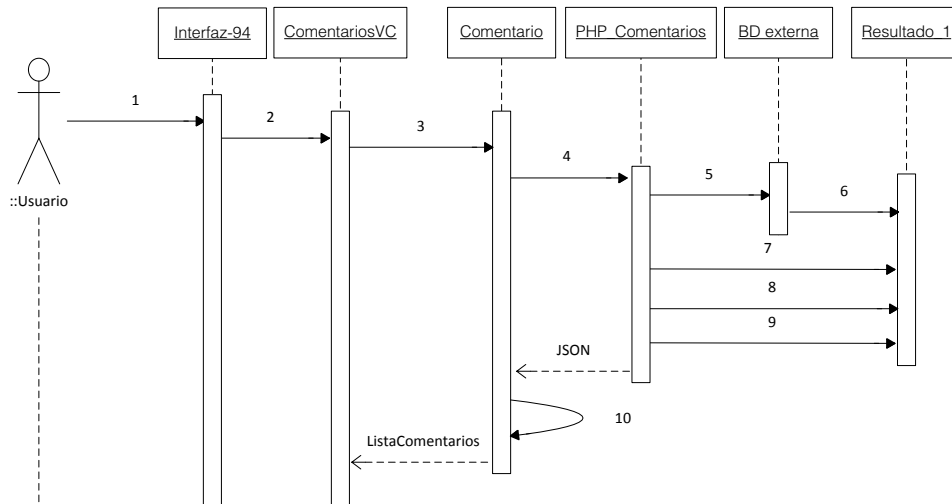 Interfaz-94
ComentariosVC
Comentario
PHP_Comentarios
BD externa
Resultado_1
1
2
3
4
5
6
::Usuario
7
8
9
JSON
10
ListaComentarios